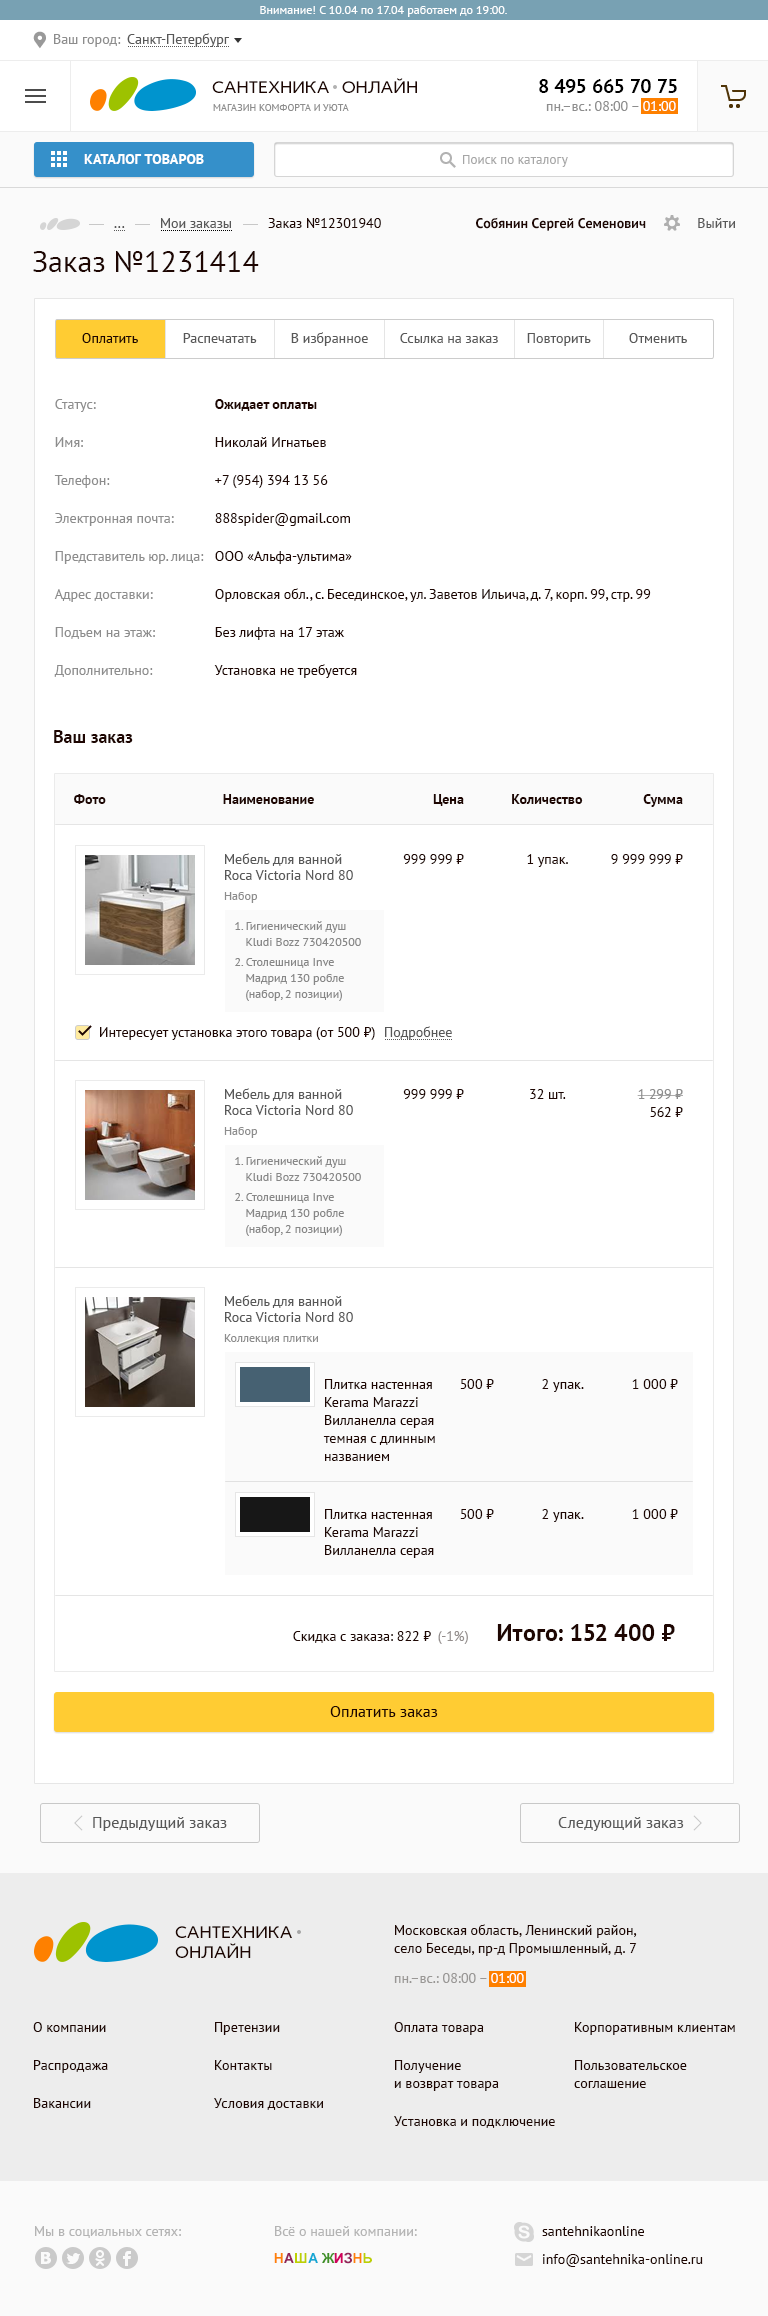 Внимание! С 10.04 по 17.04 работаем до 19:00.
Ваш город: Санкт-Петербург
САНТЕХНИКА • ОНЛАЙН
МАГАЗИН КОМФОРТА И УЮТА
8 495 665 70 75
пн.–вс.: 08:00 – 01:00
КАТАЛОГ ТОВАРОВ
Поиск по каталогу
... — Мои заказы — Заказ №12301940
Собянин Сергей Семенович
Выйти
Заказ №1231414
Оплатить
Распечатать
В избранное
Ссылка на заказ
Повторить
Отменить
Статус: Ожидает оплаты
Имя: Николай Игнатьев
Телефон: +7 (954) 394 13 56
Электронная почта: 888spider@gmail.com
Представитель юр. лица: ООО «Альфа-ультима»
Адрес доставки: Орловская обл., с. Бесединское, ул. Заветов Ильича, д. 7, корп. 99, стр. 99
Подъем на этаж: Без лифта на 17 этаж
Дополнительно: Установка не требуется
Ваш заказ
Фото Наименование Цена Количество Сумма
Мебель для ванной 999 999 ₽ 1 упак. 9 999 999 ₽
Roca Victoria Nord 80
Набор
1. Гигиенический душ
Kludi Bozz 730420500
2. Столешница Inve
Мадрид 130 робле
(набор, 2 позиции)
Интересует установка этого товара (от 500 ₽) Подробнее
Мебель для ванной 999 999 ₽ 32 шт. 1 299 ₽
Roca Victoria Nord 80 562 ₽
Набор
1. Гигиенический душ
Kludi Bozz 730420500
2. Столешница Inve
Мадрид 130 робле
(набор, 2 позиции)
Мебель для ванной
Roca Victoria Nord 80
Коллекция плитки
Плитка настенная 500 ₽ 2 упак. 1 000 ₽
Kerama Marazzi
Вилланелла серая
темная с длинным
названием
Плитка настенная 500 ₽ 2 упак. 1 000 ₽
Kerama Marazzi
Вилланелла серая
Скидка с заказа: 822 ₽ (-1%) Итого: 152 400 ₽
Оплатить заказ
Предыдущий заказ
Следующий заказ
САНТЕХНИКА •
ОНЛАЙН
Московская область, Ленинский район,
село Беседы, пр-д Промышленный, д. 7
пн.–вс.: 08:00 – 01:00
О компании
Распродажа
Вакансии
Претензии
Контакты
Условия доставки
Оплата товара
Получение
и возврат товара
Установка и подключение
Корпоративным клиентам
Пользовательское
соглашение
Мы в социальных сетях:
Всё о нашей компании:
НАША ЖИЗНЬ
santehnikaonline
info@santehnika-online.ru